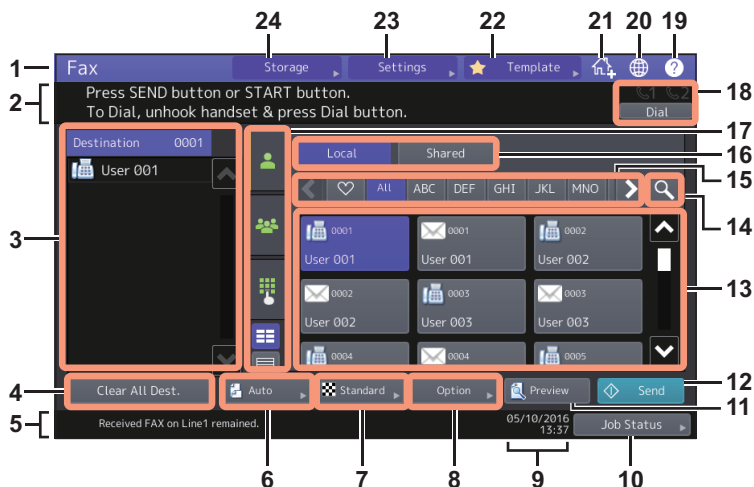 24 23 22 21 20 19
1 Fax Storage Settings Template ?
2 Press SEND button or START button.
To Dial, unhook handset & press Dial button.
1 2 18
Dial
17
Destination 0001
Local Shared 16
User 001
15
All ABC DEF GHI JKL MNO
14
3
0001 0001 0002
User 001 User 001 User 002
13
0002 0003 0003
User 002 User 003 User 003
0004 0004 0005
4 Clear All Dest. Auto Standard Option Preview Send 12
11
5 Received FAX on Line1 remained. 05/10/2016
13:37
Job Status
6 7 8 9 10